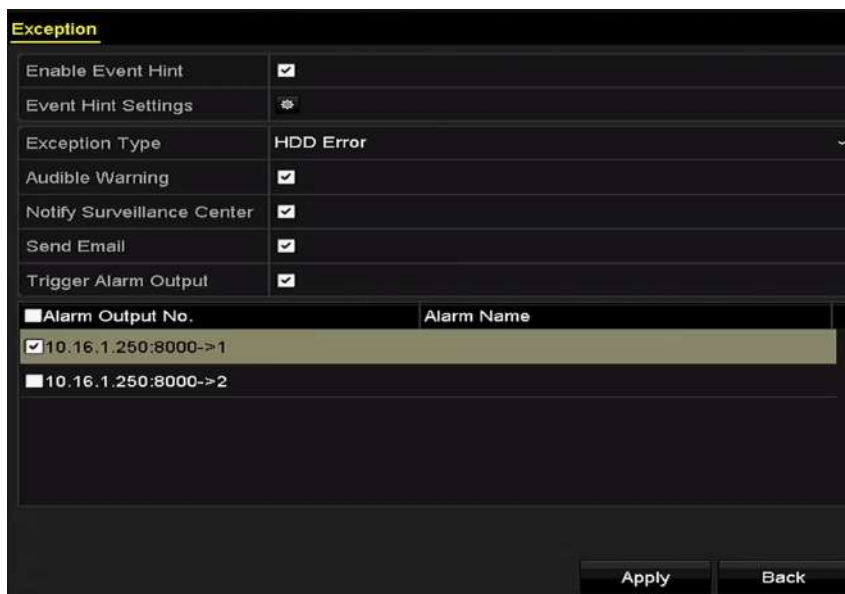 Exception
Enable Event Hint
Event Hint Settings
Exception Type HDD Error
Audible Warning
Notify Surveillance Center
Send Email
Trigger Alarm Output
Alarm Output No. Alarm Name
10.16.1.250:8000->1
10.16.1.250:8000->2
Apply Back